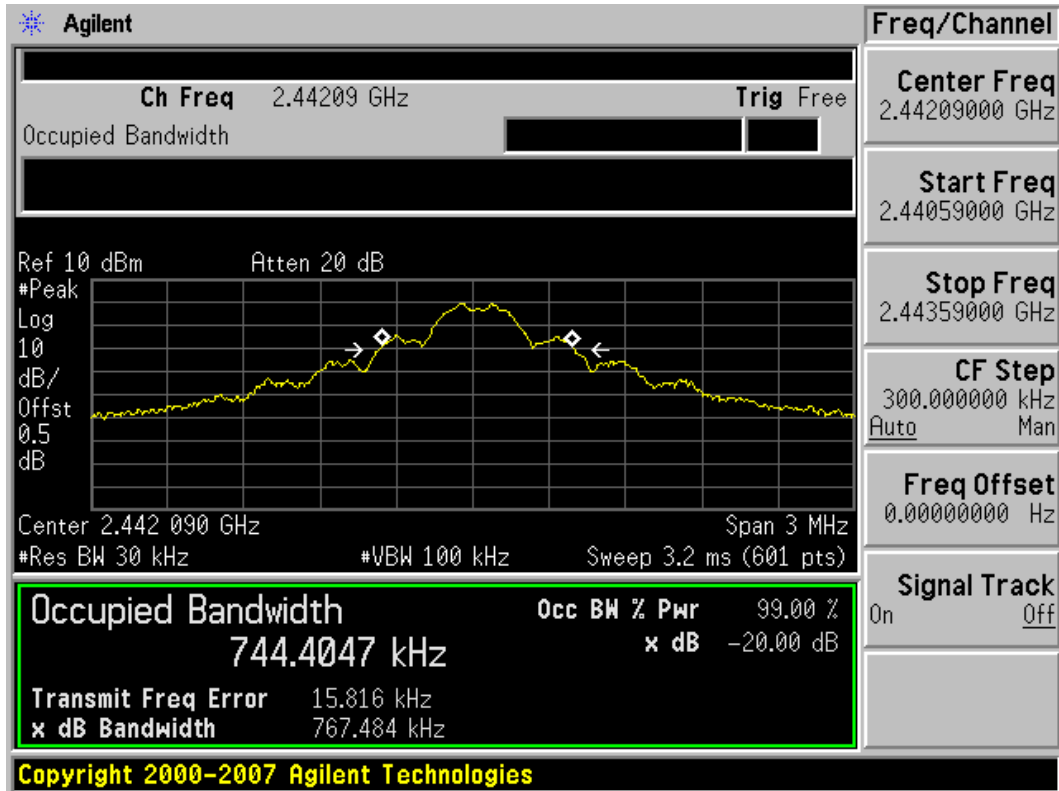 Agilent
Freq/Channel
Ch Freq 2.44209 GHz Trig Free
Occupied Bandwidth
Center Freq
2.44209000 GHz
Start Freq
2.44059000 GHz
Stop Freq
2.44359000 GHz
CF Step
300.000000 kHz
Auto Man
Freq Offset
0.00000000 Hz
Signal Track
On Off
Ref 10 dBm Atten 20 dB
#Peak
Log
10
dB/
Offst
0.5
dB
Center 2.442 090 GHz Span 3 MHz
#Res BW 30 kHz #VBW 100 kHz Sweep 3.2 ms (601 pts)
Occupied Bandwidth Occ BW % Pwr 99.00 %
744.4047 kHz x dB -20.00 dB
Transmit Freq Error 15.816 kHz
x dB Bandwidth 767.484 kHz
Copyright 2000-2007 Agilent Technologies